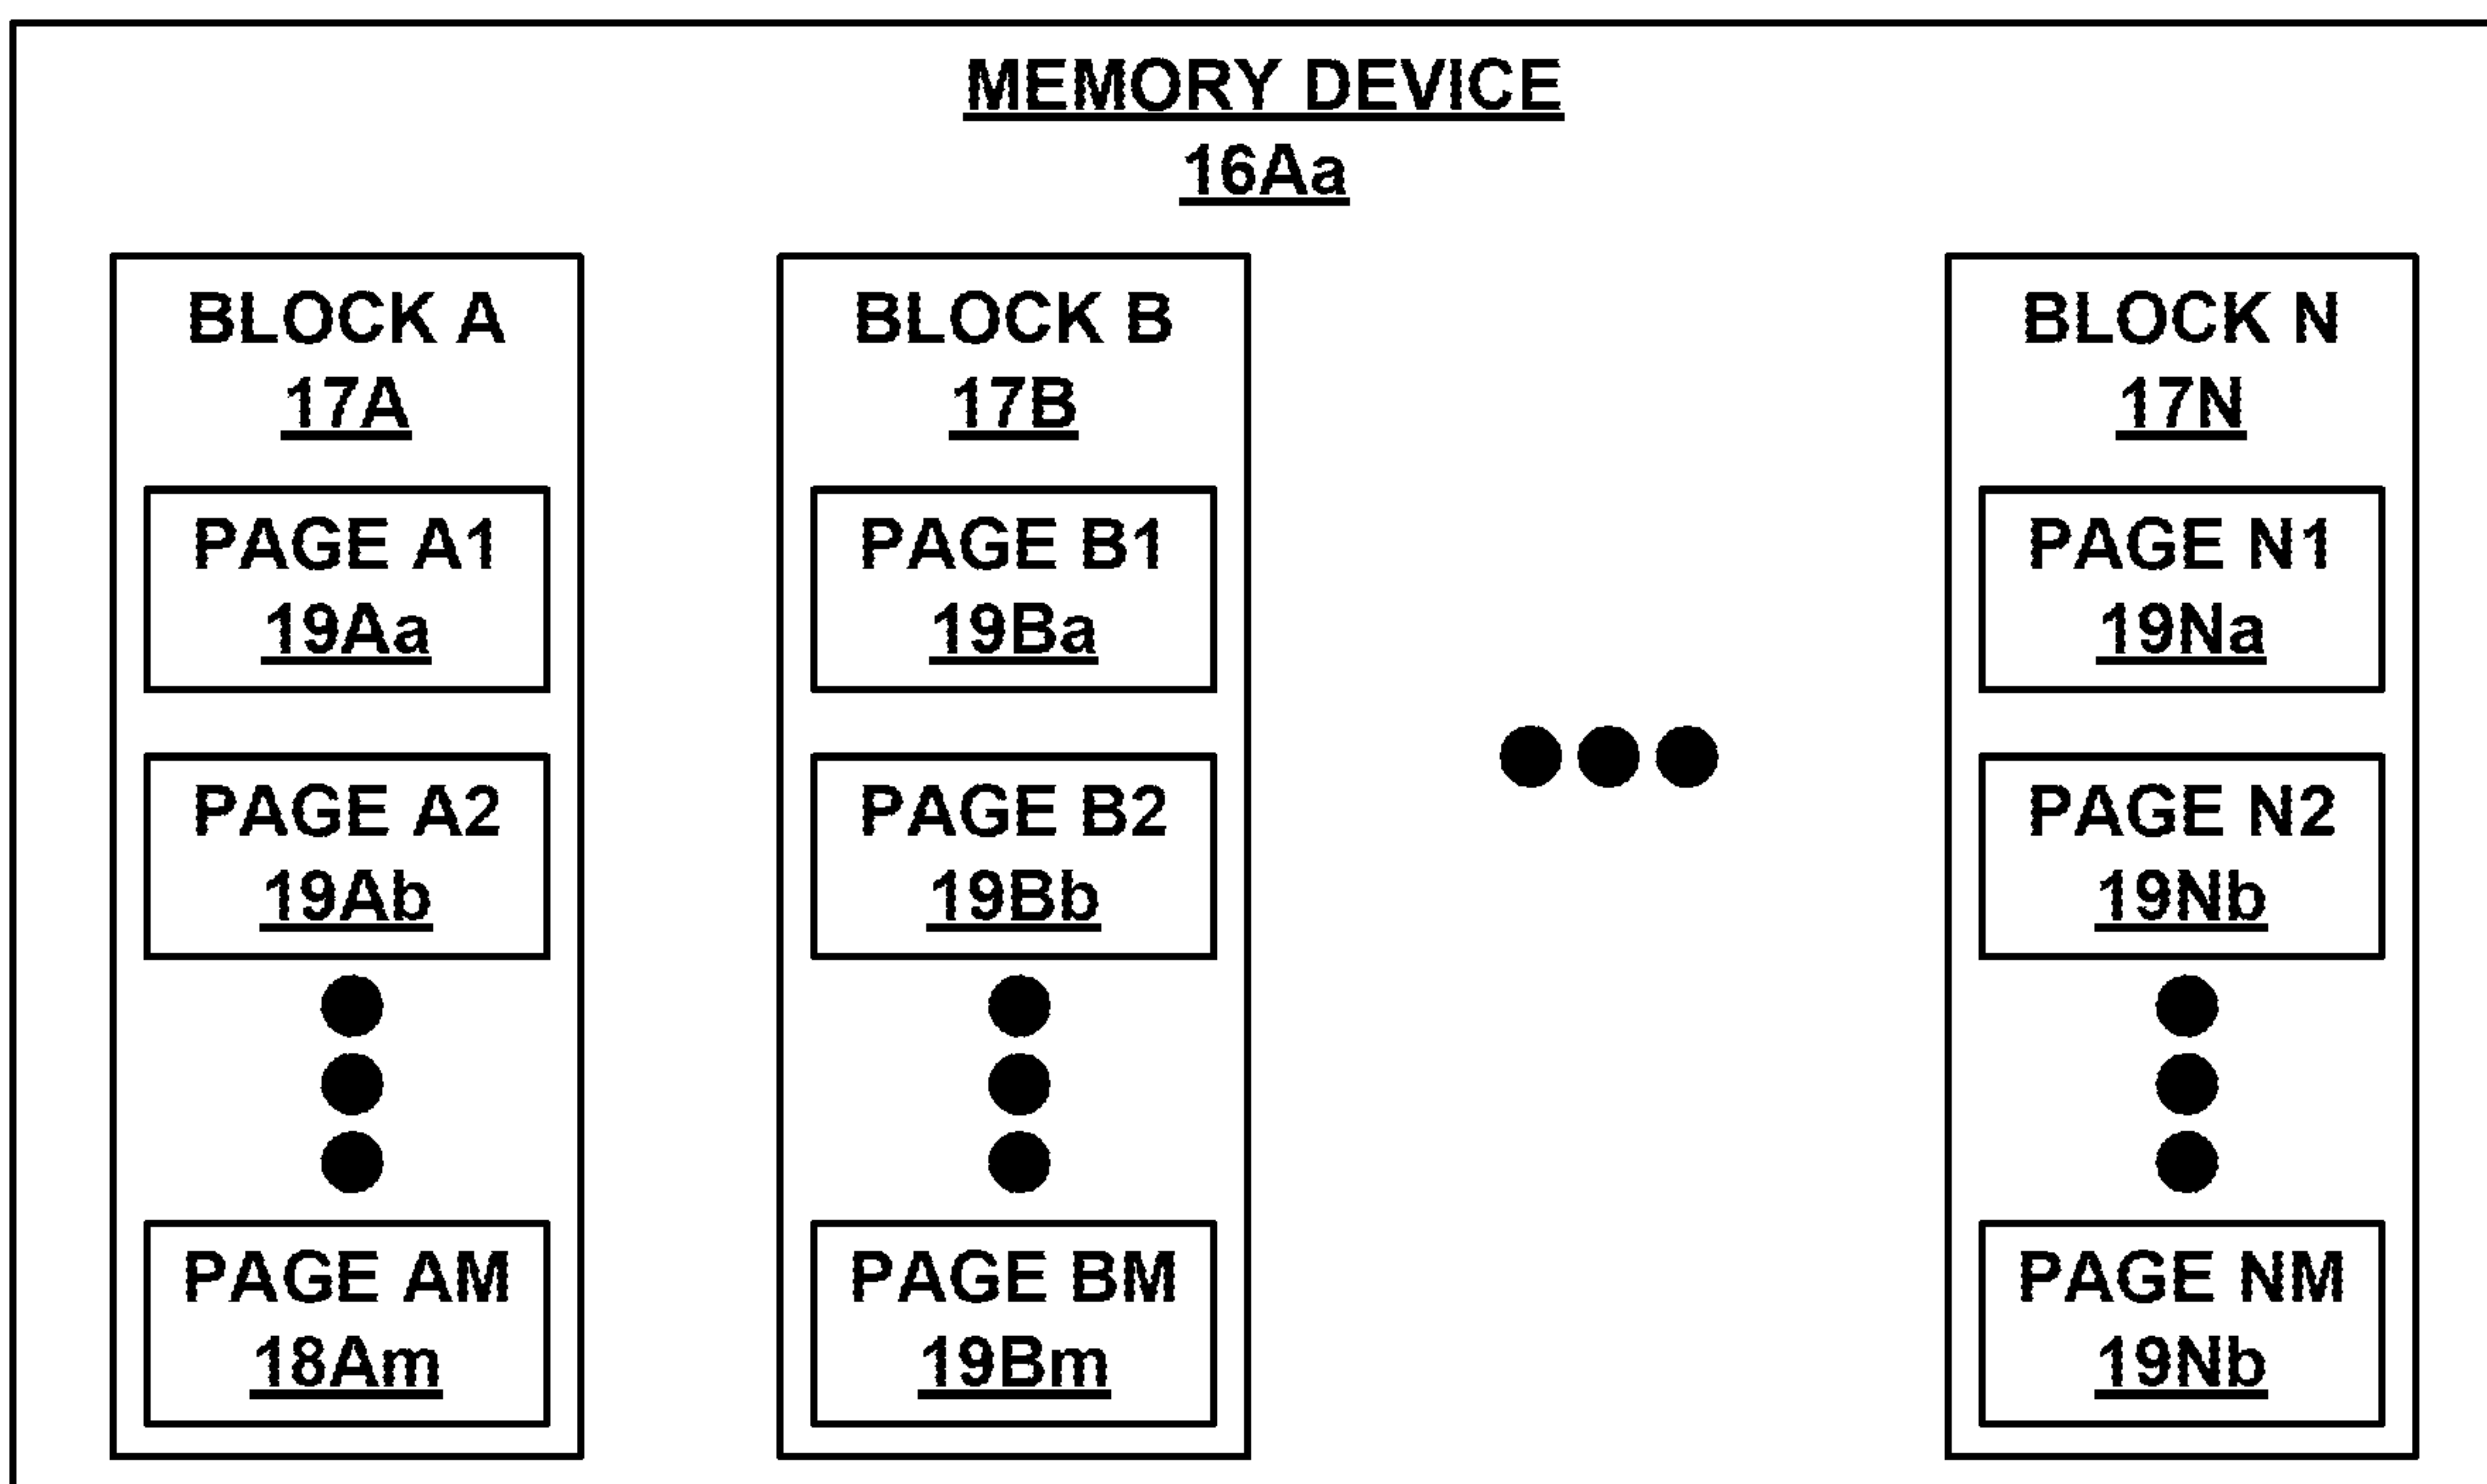 MEMORY DEVICE
16Aa
BLOCK A
17A
PAGE A1
19Aa
PAGE A2
19Ab
PAGE AM
18Am
BLOCK B
17B
PAGE B1
19Ba
PAGE B2
19Bb
PAGE BM
19Bm
BLOCK N
17N
PAGE N1
19Na
PAGE N2
19Nb
PAGE NM
19Nb